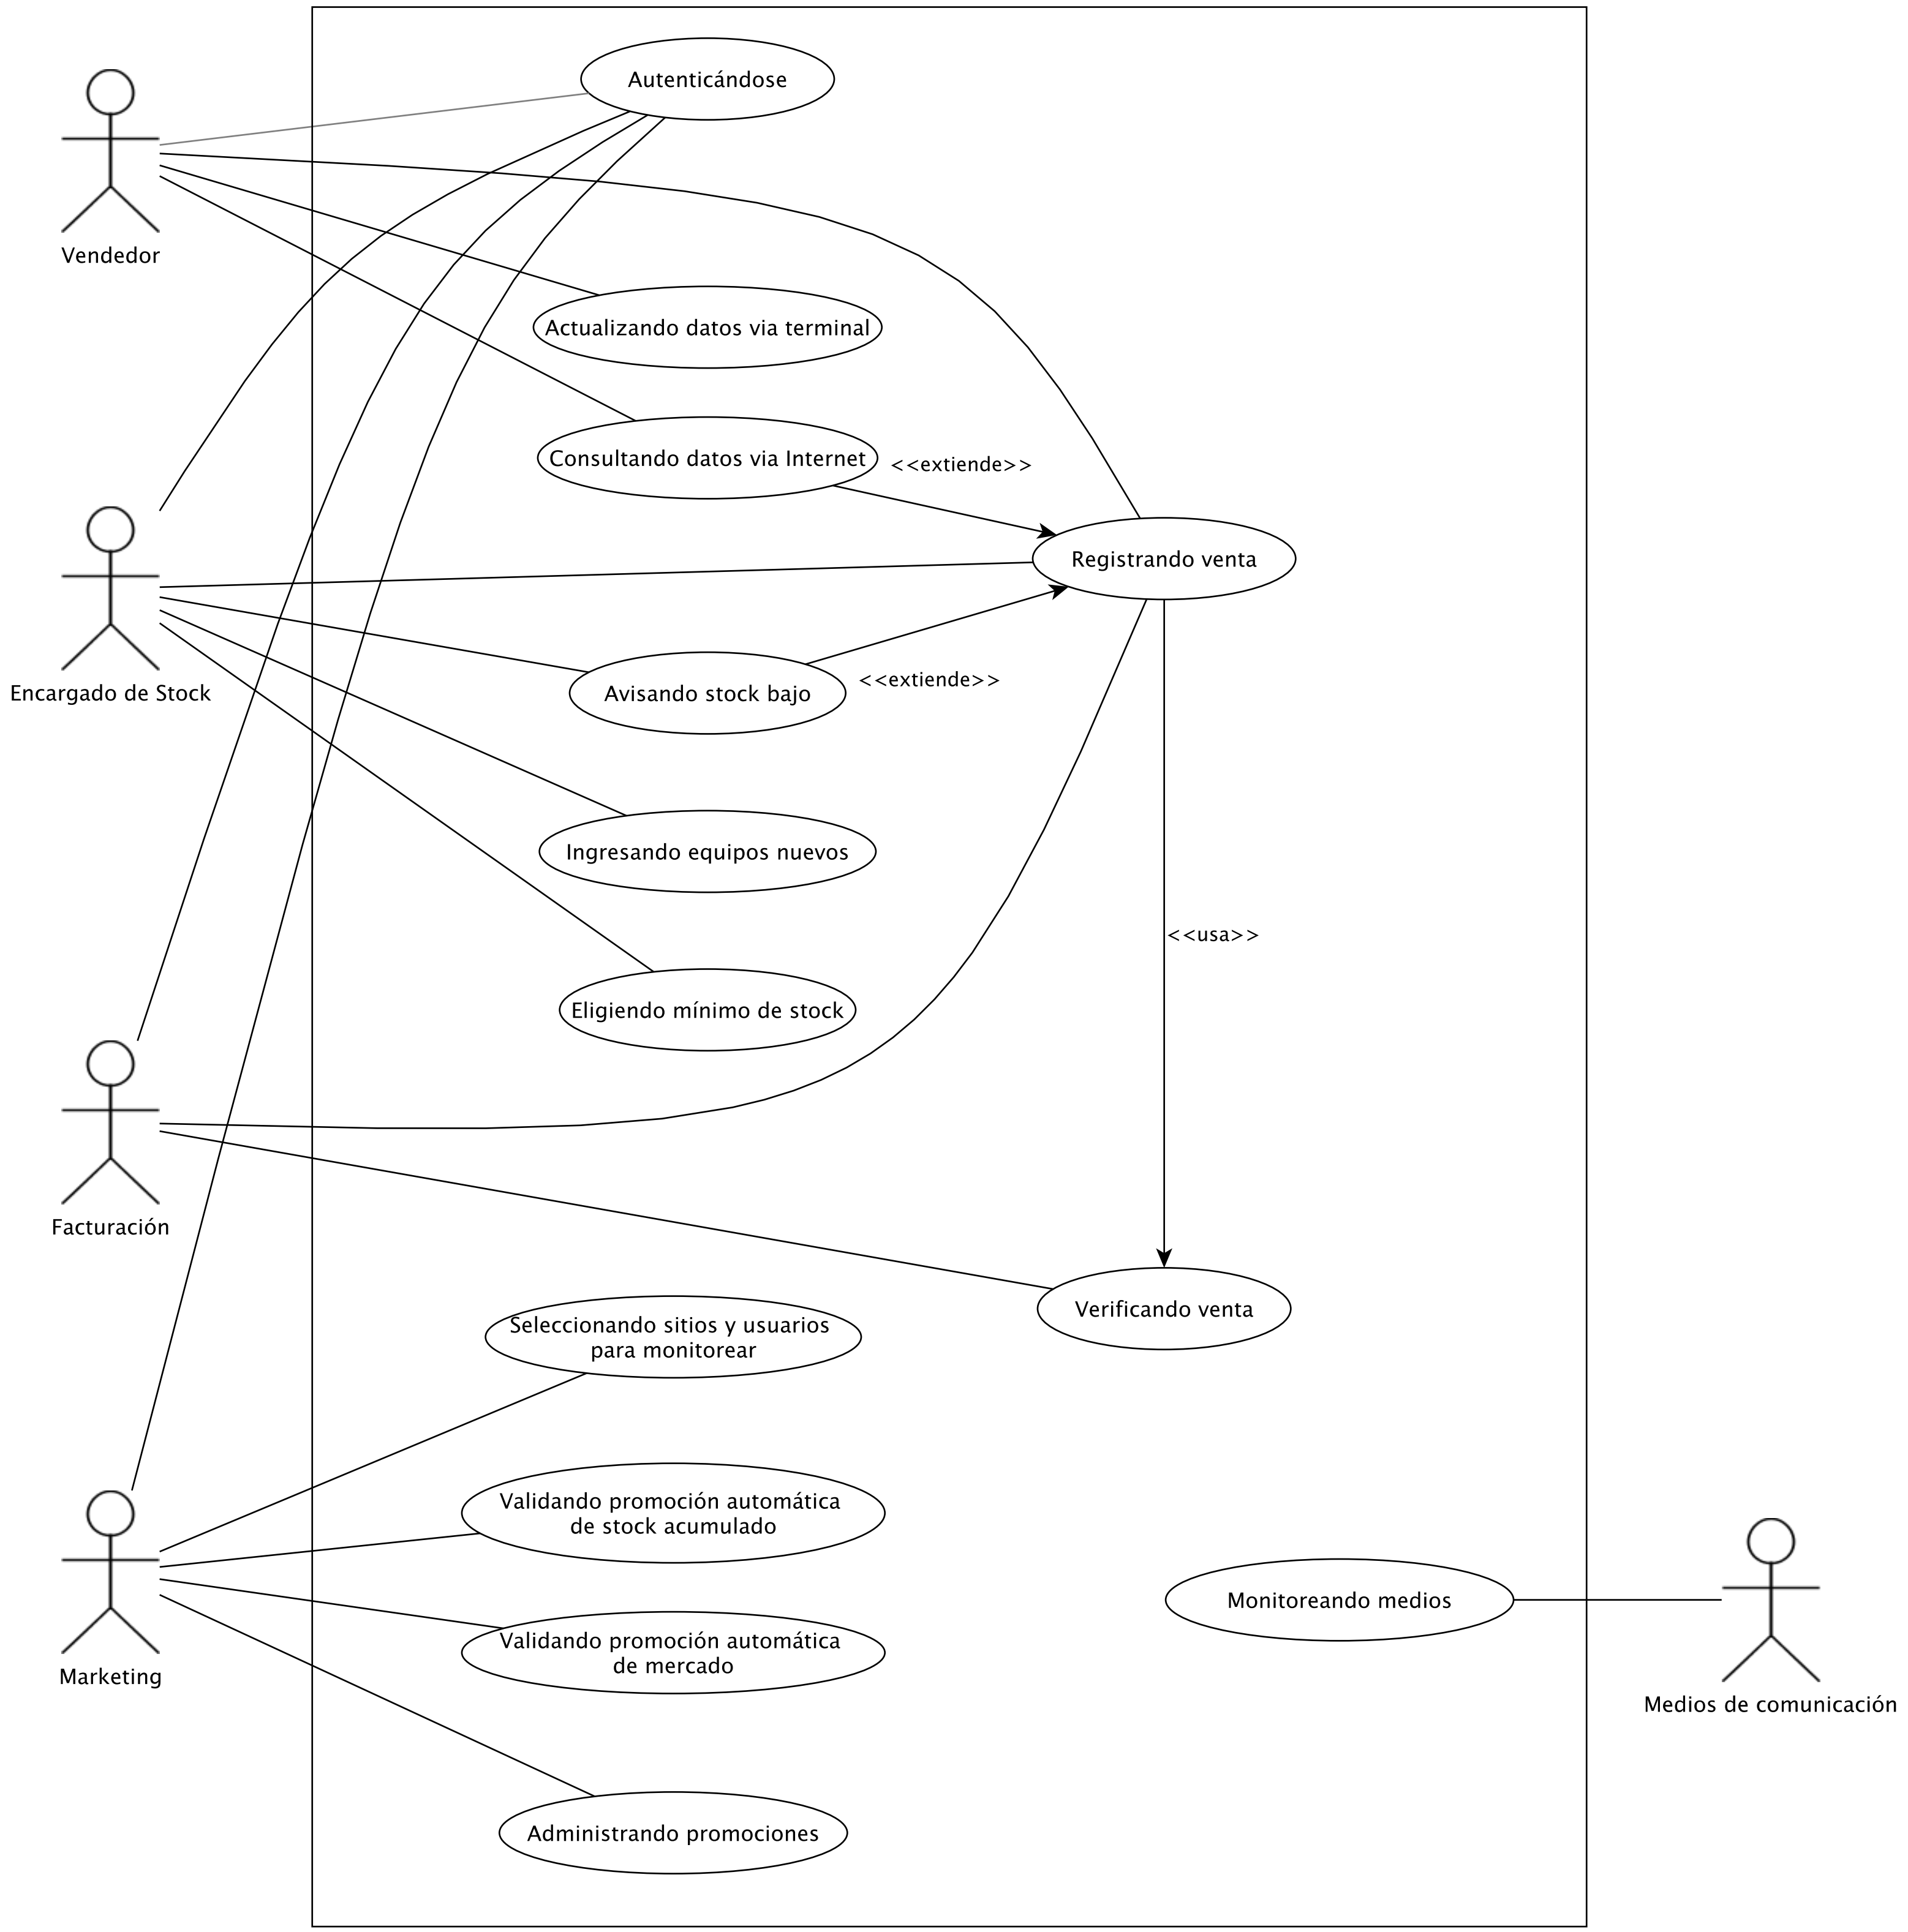 Autenticándose
Vendedor
Actualizando datos via terminal
Consultando datos via Internet
<<extiende>>
Registrando venta
Encargado de Stock
Avisando stock bajo
<<extiende>>
Ingresando equipos nuevos
<<usa>>
Eligiendo mínimo de stock
Facturación
Verificando venta
Seleccionando sitios y usuarios
para monitorear
Validando promoción automática
de stock acumulado
Monitoreando medios
Validando promoción automática
de mercado
Marketing
Medios de comunicación
Administrando promociones